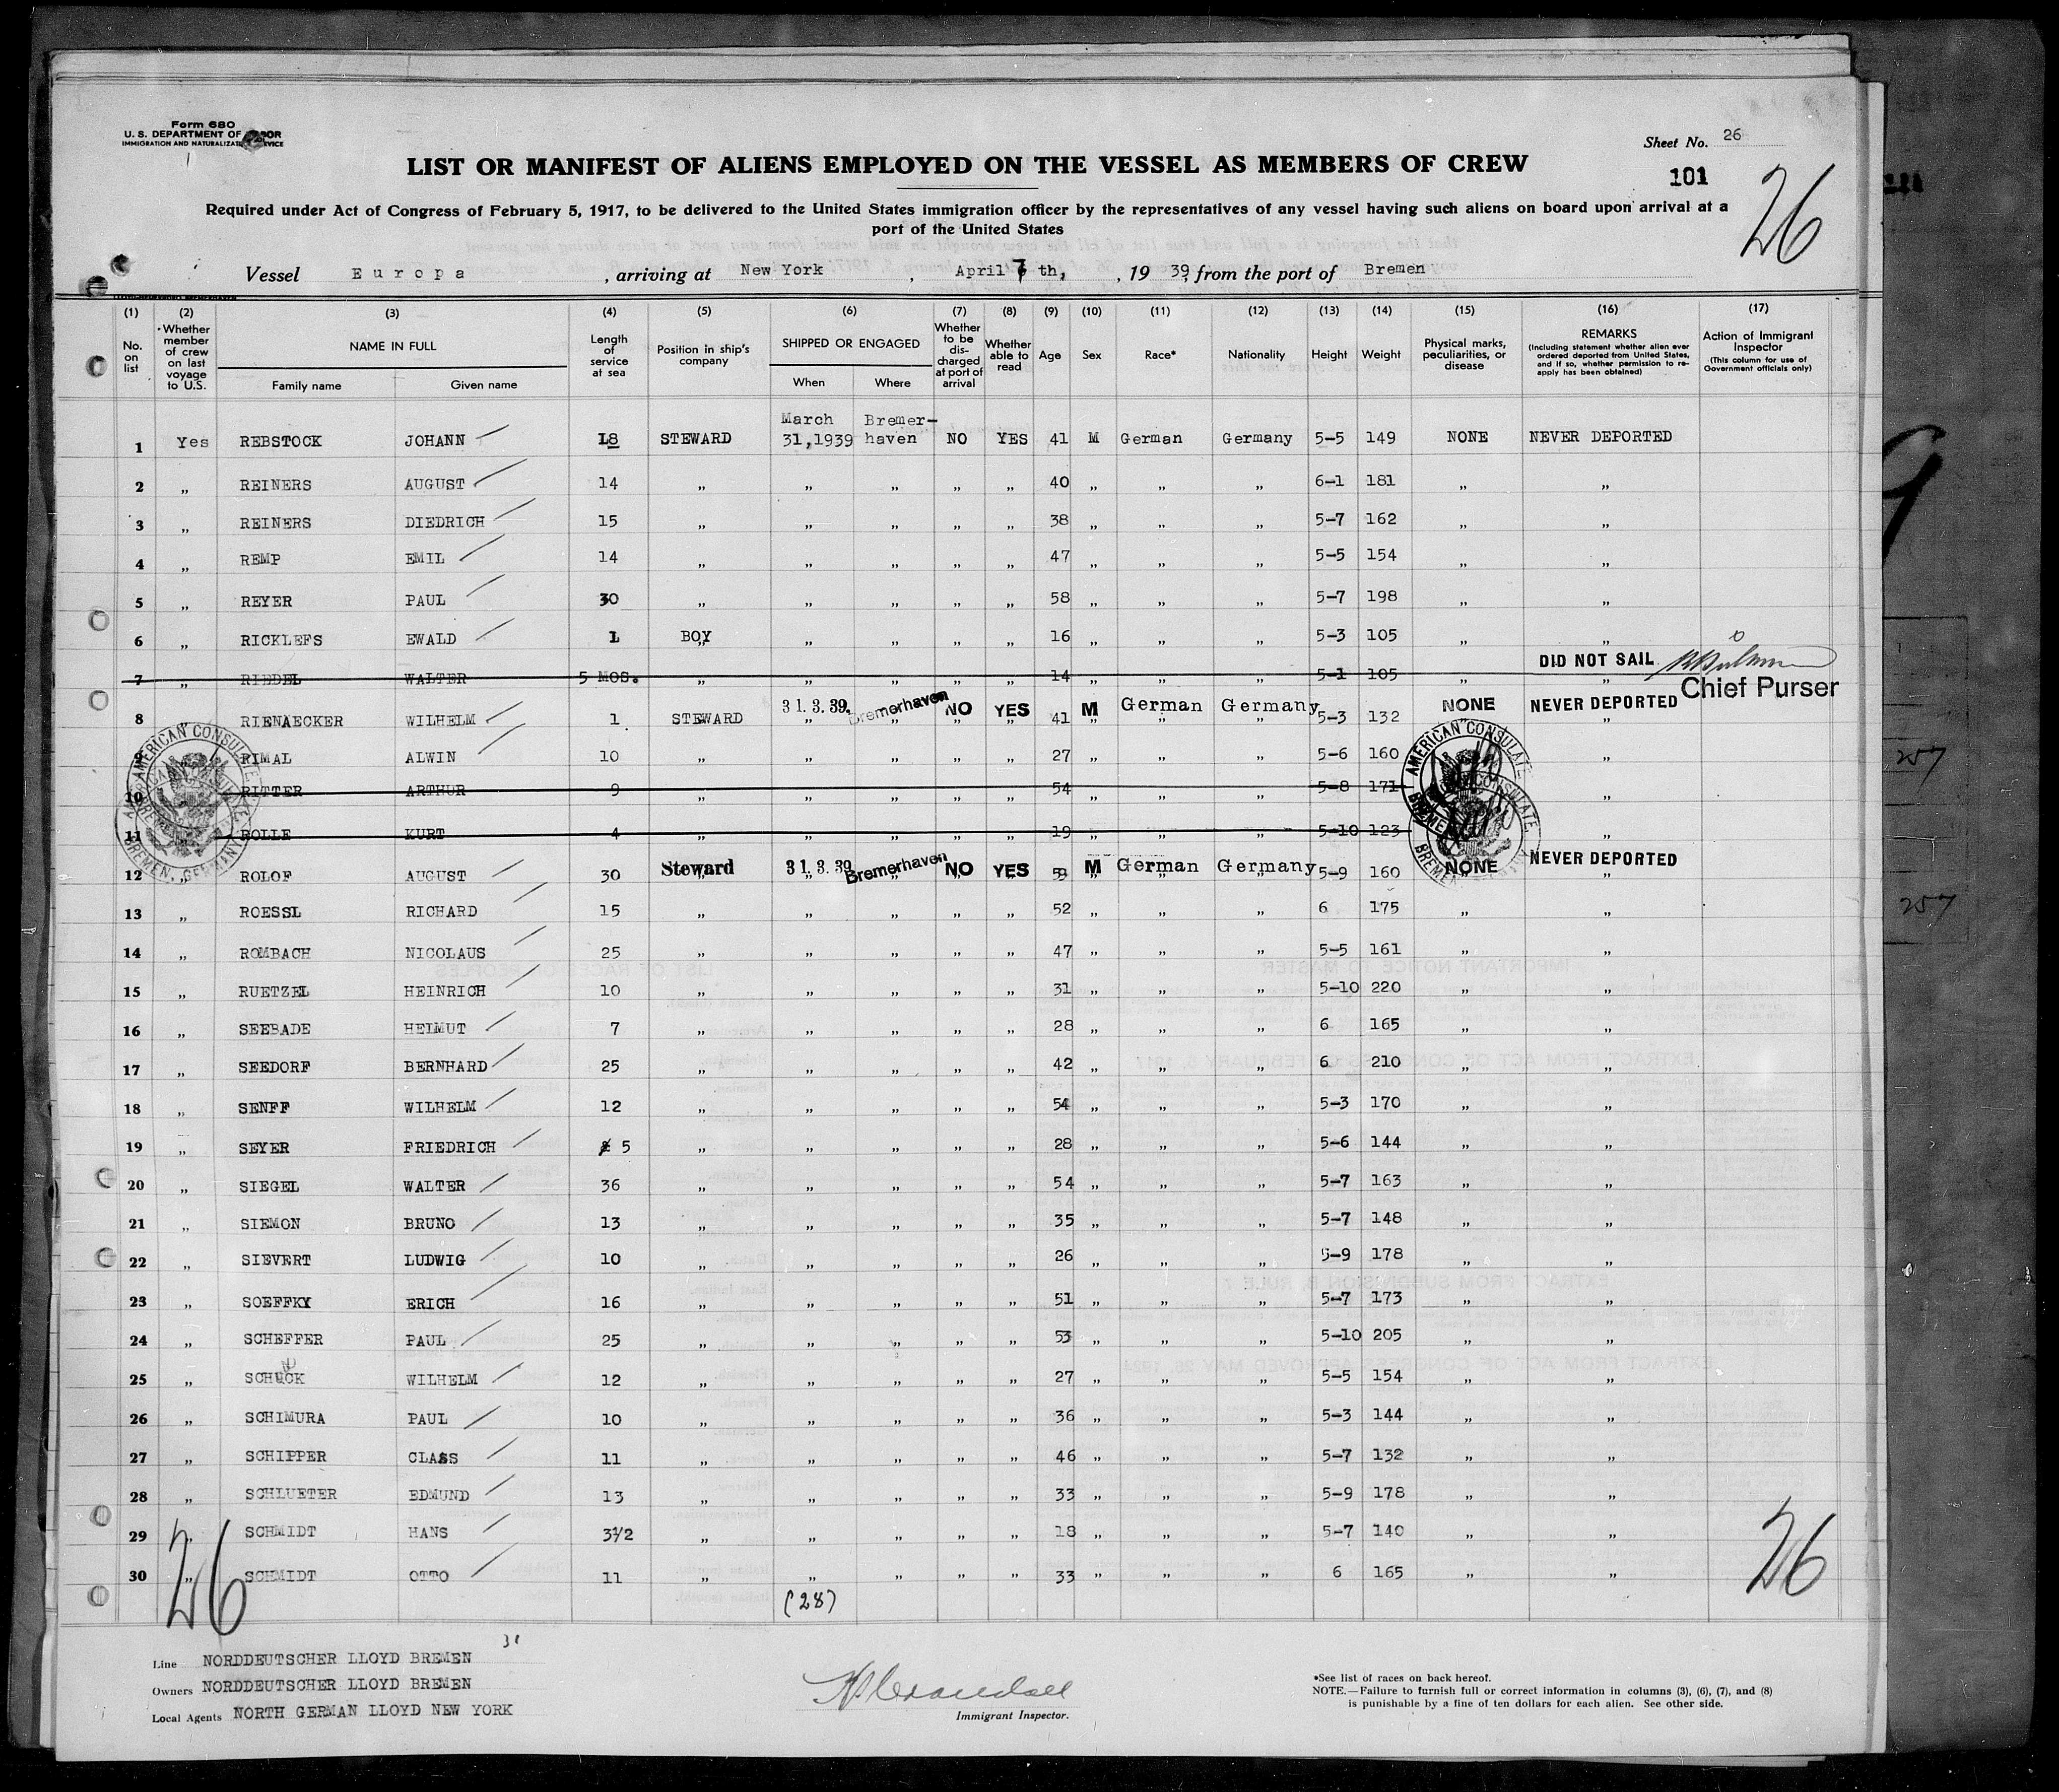 Form 680
U. S. DEPARTMENT OF LABOR
IMMIGRATION AND NATURALIZATION SERVICE
Sheet No. 26
LIST OR MANIFEST OF ALIENS EMPLOYED ON THE VESSEL AS MEMBERS OF CREW
101
26
Required under Act of Congress of February 5, 1917, to be delivered to the United States immigration officer by the representatives of any vessel having such aliens on board upon arrival at a
port of the United States
Vessel Europa, arriving at New York, April 7 th, , 19 39, from the port of Bremen
(1) (2) (3) (4) (5) (6) (7) (8) (9) (10) (11) (12) (13) (14) (15) (16) (17)
No. on list
Whether member of crew on last voyage to U.S.
NAME IN FULL
Family name
Given name
Length of service at sea
Position in ship's company
SHIPPED OR ENGAGED
When
Where
Whether to be discharged at port of arrival
Whether able to read
Age
Sex
Race*
Nationality
Height
Weight
Physical marks, peculiarities, or disease
REMARKS
(Including statement whether alien ever ordered deported from United States, and if so, whether permission to re-apply has been obtained)
Action of Immigrant Inspector
(This column for use of Government officials only)
1 Yes REBSTOCK JOHANN 18 STEWARD March 31,1939 Bremer-haven NO YES 41 M German Germany 5-5 149 NONE NEVER DEPORTED
2 „ REINERS AUGUST 14 „ „ „ „ „ 40 „ „ „ 6-1 181 „ „
3 „ REINERS DIEDRICH 15 „ „ „ „ „ 38 „ „ „ 5-7 162 „ „
4 „ REMP EMIL 14 „ „ „ „ „ 47 „ „ „ 5-5 154 „ „
5 „ REYER PAUL 30 „ „ „ „ „ 58 „ „ „ 5-7 198 „ „
6 „ RICKLEFS EWALD 1 BOY „ „ „ „ 16 „ „ „ 5-3 105 „ „
DID NOT SAIL
7 „ RIEDEL WALTER 5 MOS. „ „ „ „ „ 14 „ „ „ 5-1 105 „ „
Chief Purser
8 RIENAECKER WILHELM 1 STEWARD 31.3.39. Bremerhaven NO YES 41 M German Germany 5-3 132 NONE NEVER DEPORTED
9 RIMAL ALWIN 10 „ „ „ „ „ 27 „ „ „ 5-6 160 „
10 RITTER ARTHUR 9 „ „ „ „ „ 54 „ „ „ 5-8 171 „
11 ROLLE KURT 4 „ „ „ „ „ 19 „ „ „ 5-10 123 „
AMERICAN CONSULATE
BREMEN, GERMANY
AMERICAN CONSULATE
12 „ ROLOF AUGUST 30 Steward 31.3.39 Bremerhaven NO YES M German Germany 5-9 160 NONE NEVER DEPORTED
13 „ ROESSL RICHARD 15 „ „ „ „ „ 52 „ „ „ 6 175 „ „
14 „ ROMBACH NICOLAUS 25 „ „ „ „ „ 47 „ „ „ 5-5 161 „ „
15 „ RUETZEL HEINRICH 10 „ „ „ „ „ 31 „ „ „ 5-10 220 „ „
16 „ SEEBADE HEIMUT 7 „ „ „ „ „ 28 „ „ „ 6 165 „ „
17 „ SEEDORF BERNHARD 25 „ „ „ „ „ 42 „ „ „ 6 210 „ „
18 „ SENFF WILHELM 12 „ „ „ „ „ 54 „ „ „ 5-3 170 „ „
19 „ SEYER FRIEDRICH 5 „ „ „ „ „ 28 „ „ „ 5-6 144 „ „
20 „ SIEGEL WALTER 36 „ „ „ „ „ 54 „ „ „ 5-7 163 „ „
21 „ SIEMON BRUNO 13 „ „ „ „ „ 35 „ „ „ 5-7 148 „ „
22 „ SIEVERT LUDWIG 10 „ „ „ „ „ 26 „ „ „ 5-9 178 „ „
23 „ SOEFFKY ERICH 16 „ „ „ „ „ 51 „ „ „ 5-7 173 „ „
24 „ SCHEFFER PAUL 25 „ „ „ „ „ 53 „ „ „ 5-10 205 „ „
25 „ SCHUCK WILHELM 12 „ „ „ „ „ 27 „ „ „ 5-5 154 „ „
26 „ SCHIMURA PAUL 10 „ „ „ „ „ 36 „ „ „ 5-3 144 „ „
27 „ SCHIPPER CLASS 11 „ „ „ „ „ 46 „ „ „ 5-7 132 „ „
28 „ SCHLUETER EDMUND 13 „ „ „ „ „ 33 „ „ „ 5-9 178 „ „
29 „ SCHMIDT HANS 3½ „ „ „ „ „ 18 „ „ „ 5-7 140 „ „
30 „ SCHMIDT OTTO 11 „ „ „ „ „ 33 „ „ „ 6 165 „ „
26
(28)
26
31
Line NORDDEUTSCHER LLOYD BREMEN
Owners NORDDEUTSCHER LLOYD BREMEN
Local Agents NORTH GERMAN LLOYD NEW YORK
Immigrant Inspector.
*See list of races on back hereof.
NOTE.—Failure to furnish full or correct information in columns (3), (6), (7), and (8)
is punishable by a fine of ten dollars for each alien. See other side.
257
257